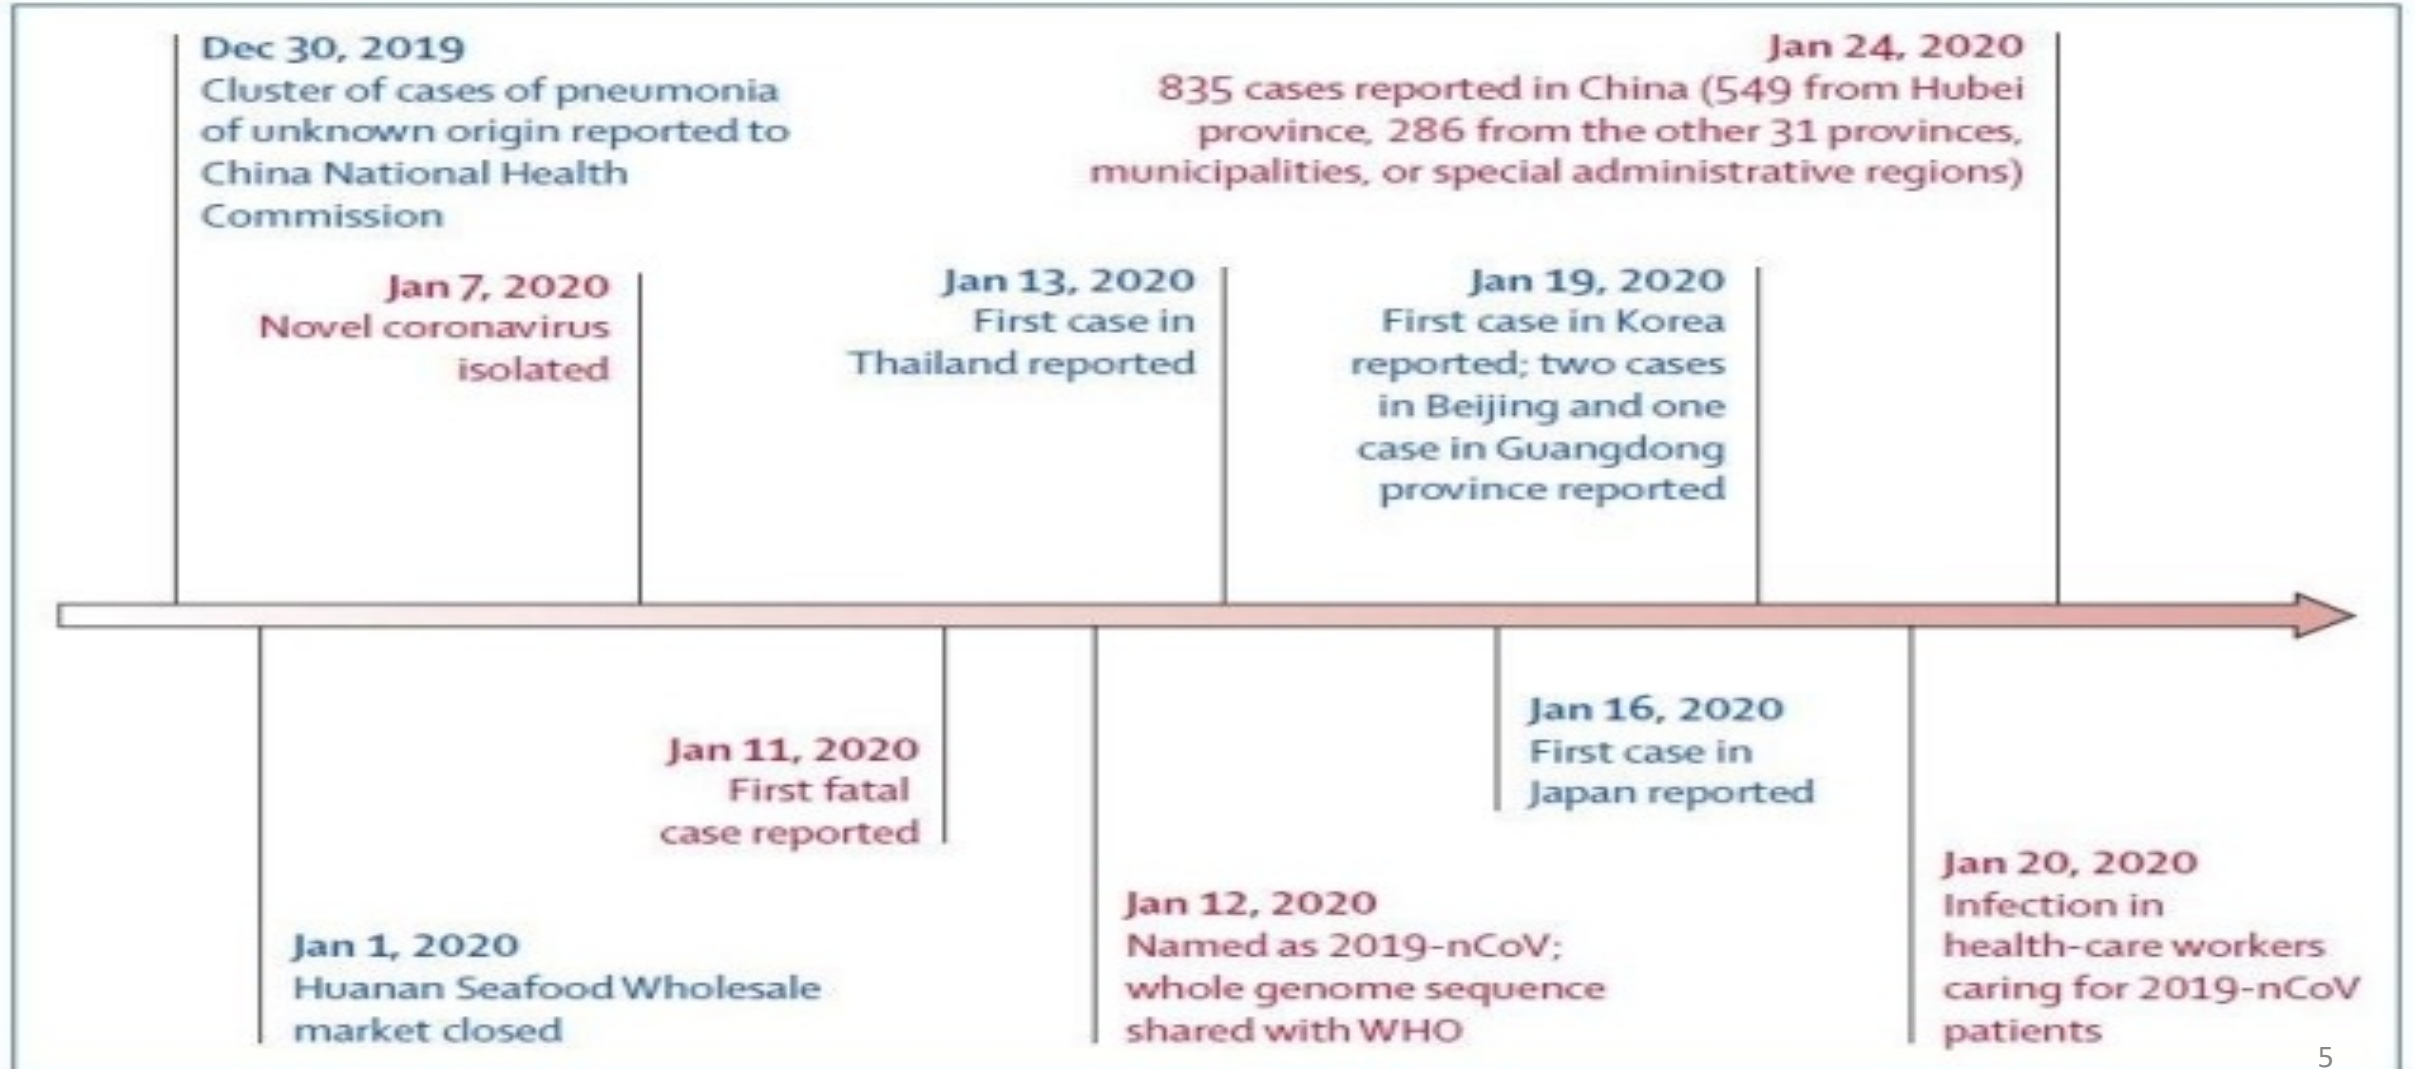 Dec 30, 2019
Cluster of cases of pneumonia
of unknown origin reported to
China National Health
Commission
Jan 24, 2020
835 cases reported in China (549 from Hubei
province, 286 from the other 31 provinces,
municipalities, or special administrative regions)
Jan 7, 2020
Novel coronavirus
isolated
Jan 13, 2020
First case in
Thailand reported
Jan 19, 2020
First case in Korea
reported; two cases
in Beijing and one
case in Guangdong
province reported
Jan 1, 2020
Huanan Seafood Wholesale
market closed
Jan 11, 2020
First fatal
case reported
Jan 12, 2020
Named as 2019-nCoV;
whole genome sequence
shared with WHO
Jan 16, 2020
First case in
Japan reported
Jan 20, 2020
Infection in
health-care workers
caring for 2019-nCoV
patients
5